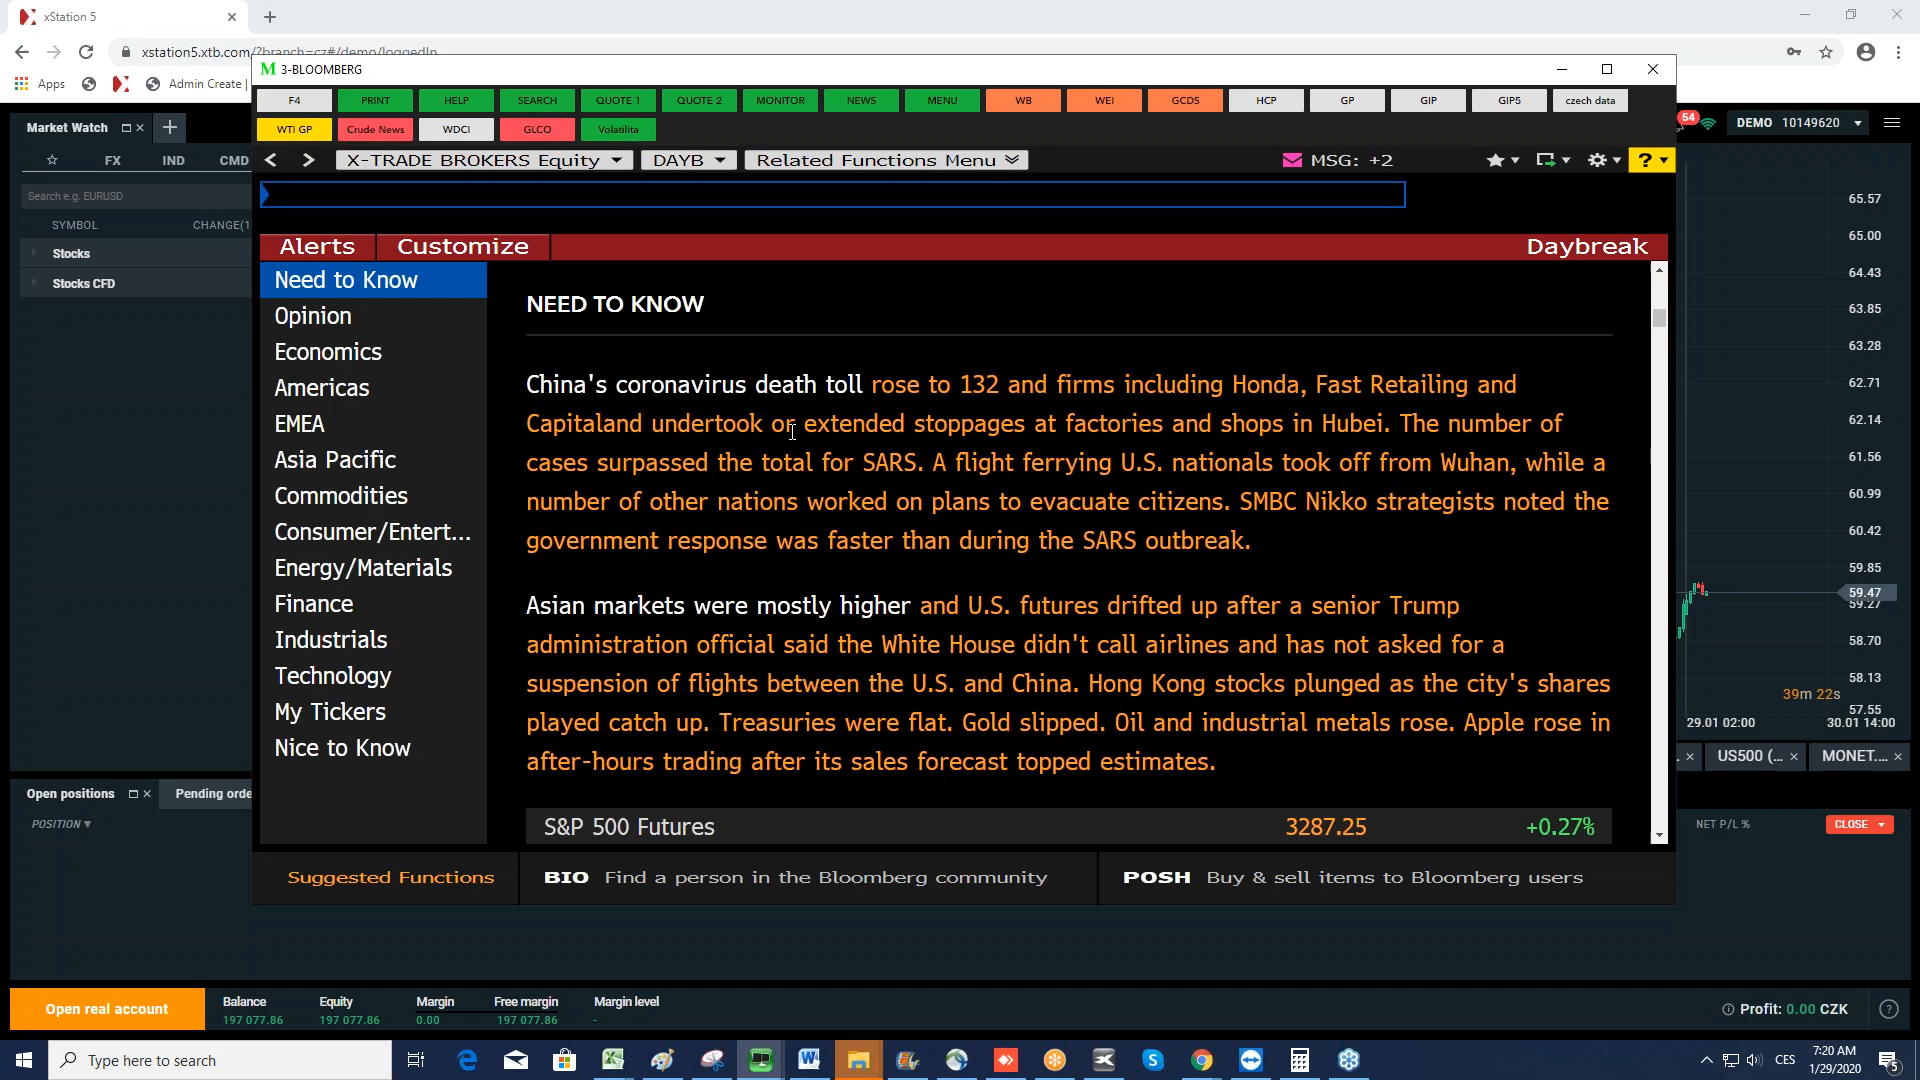 xStation 5
xstation5.xtb.com/?branch=cz#/demo/loggedIn
Apps
Admin Create
3-BLOOMBERG
F4
PRINT
HELP
SEARCH
QUOTE 1
QUOTE 2
MONITOR
NEWS
MENU
WB
WEI
GCDS
HCP
GP
GIP
GIP5
czech data
WTI GP
Crude News
WDCI
GLCO
Volatilita
X-TRADE BROKERS Equity
DAYB
Related Functions Menu
MSG: +2
?
Market Watch
FX
IND
CMD
Search e.g. EURUSD
SYMBOL
CHANGE(1
Stocks
Stocks CFD
54
DEMO 10149620
Alerts
Customize
Daybreak
Need to Know
Opinion
Economics
Americas
EMEA
Asia Pacific
Commodities
Consumer/Entert...
Energy/Materials
Finance
Industrials
Technology
My Tickers
Nice to Know
NEED TO KNOW
China's coronavirus death toll rose to 132 and firms including Honda, Fast Retailing and
Capitaland undertook or extended stoppages at factories and shops in Hubei. The number of
cases surpassed the total for SARS. A flight ferrying U.S. nationals took off from Wuhan, while a
number of other nations worked on plans to evacuate citizens. SMBC Nikko strategists noted the
government response was faster than during the SARS outbreak.
Asian markets were mostly higher and U.S. futures drifted up after a senior Trump
administration official said the White House didn't call airlines and has not asked for a
suspension of flights between the U.S. and China. Hong Kong stocks plunged as the city's shares
played catch up. Treasuries were flat. Gold slipped. Oil and industrial metals rose. Apple rose in
after-hours trading after its sales forecast topped estimates.
S&P 500 Futures 3287.25 +0.27%
Suggested Functions
BIO Find a person in the Bloomberg community
POSH Buy & sell items to Bloomberg users
65.57
65.00
64.43
63.85
63.28
62.71
62.14
61.56
60.99
60.42
59.85
59.47
59.27
58.70
58.13
57.55
39m 22s
29.01 02:00
30.01 14:00
US500 (...
MONET....
Open positions
Pending orde
POSITION
NET P/L %
CLOSE
Open real account
Balance
197 077.86
Equity
197 077.86
Margin
0.00
Free margin
197 077.86
Margin level
-
Profit: 0.00 CZK
?
Type here to search
CES
7:20 AM
1/29/2020
5